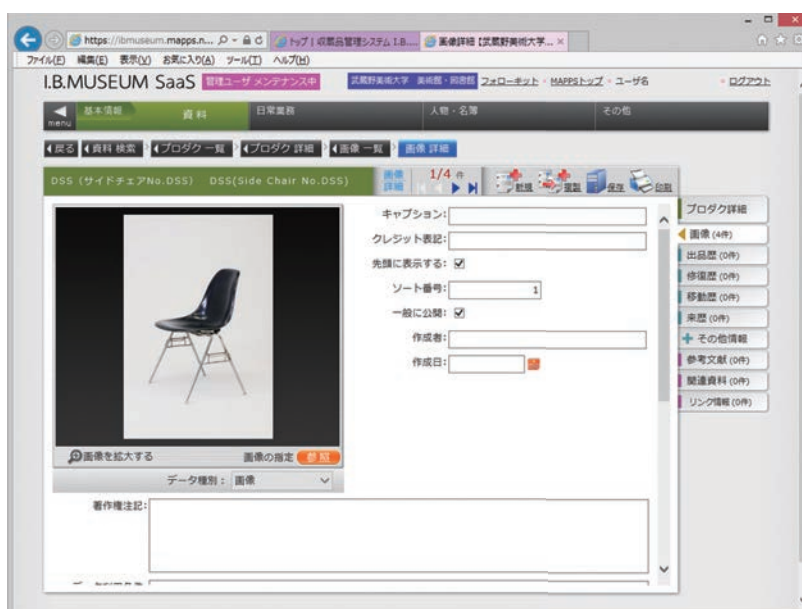 https://ibmuseum.mapps.n...
トップ | 収蔵品管理システム I.B....
画像詳細【武蔵野美術大学...
ファイル(F) 編集(E) 表示(V) お気に入り(A) ツール(T) ヘルプ(H)
I.B.MUSEUM SaaS 管理ユーザ メンテナンス中 武蔵野美術大学 美術館・図書館 フローチャート MAPPSトップ ユーザ名 ログアウト
menu 基本情報 資料 日常業務 人物・名簿 その他
戻る 資料 検索 プロダク 一覧 プロダク 詳細 画像 一覧 画像 詳細
DSS (サイドチェアNo.DSS) DSS(Side Chair No.DSS)
画像詳細 1/4 件 新規 複製 保存 印刷
キャプション:
クレジット表記:
先頭に表示する:
ソート番号: 1
一般に公開:
作成者:
作成日:
画像を拡大する 画像の指定 参照
データ種別: 画像
著作権注記:
プロダク詳細
画像 (4件)
出品歴 (0件)
修復歴 (0件)
移動歴 (0件)
来歴 (0件)
その他情報
参考文献 (0件)
関連資料 (0件)
リンク情報 (0件)